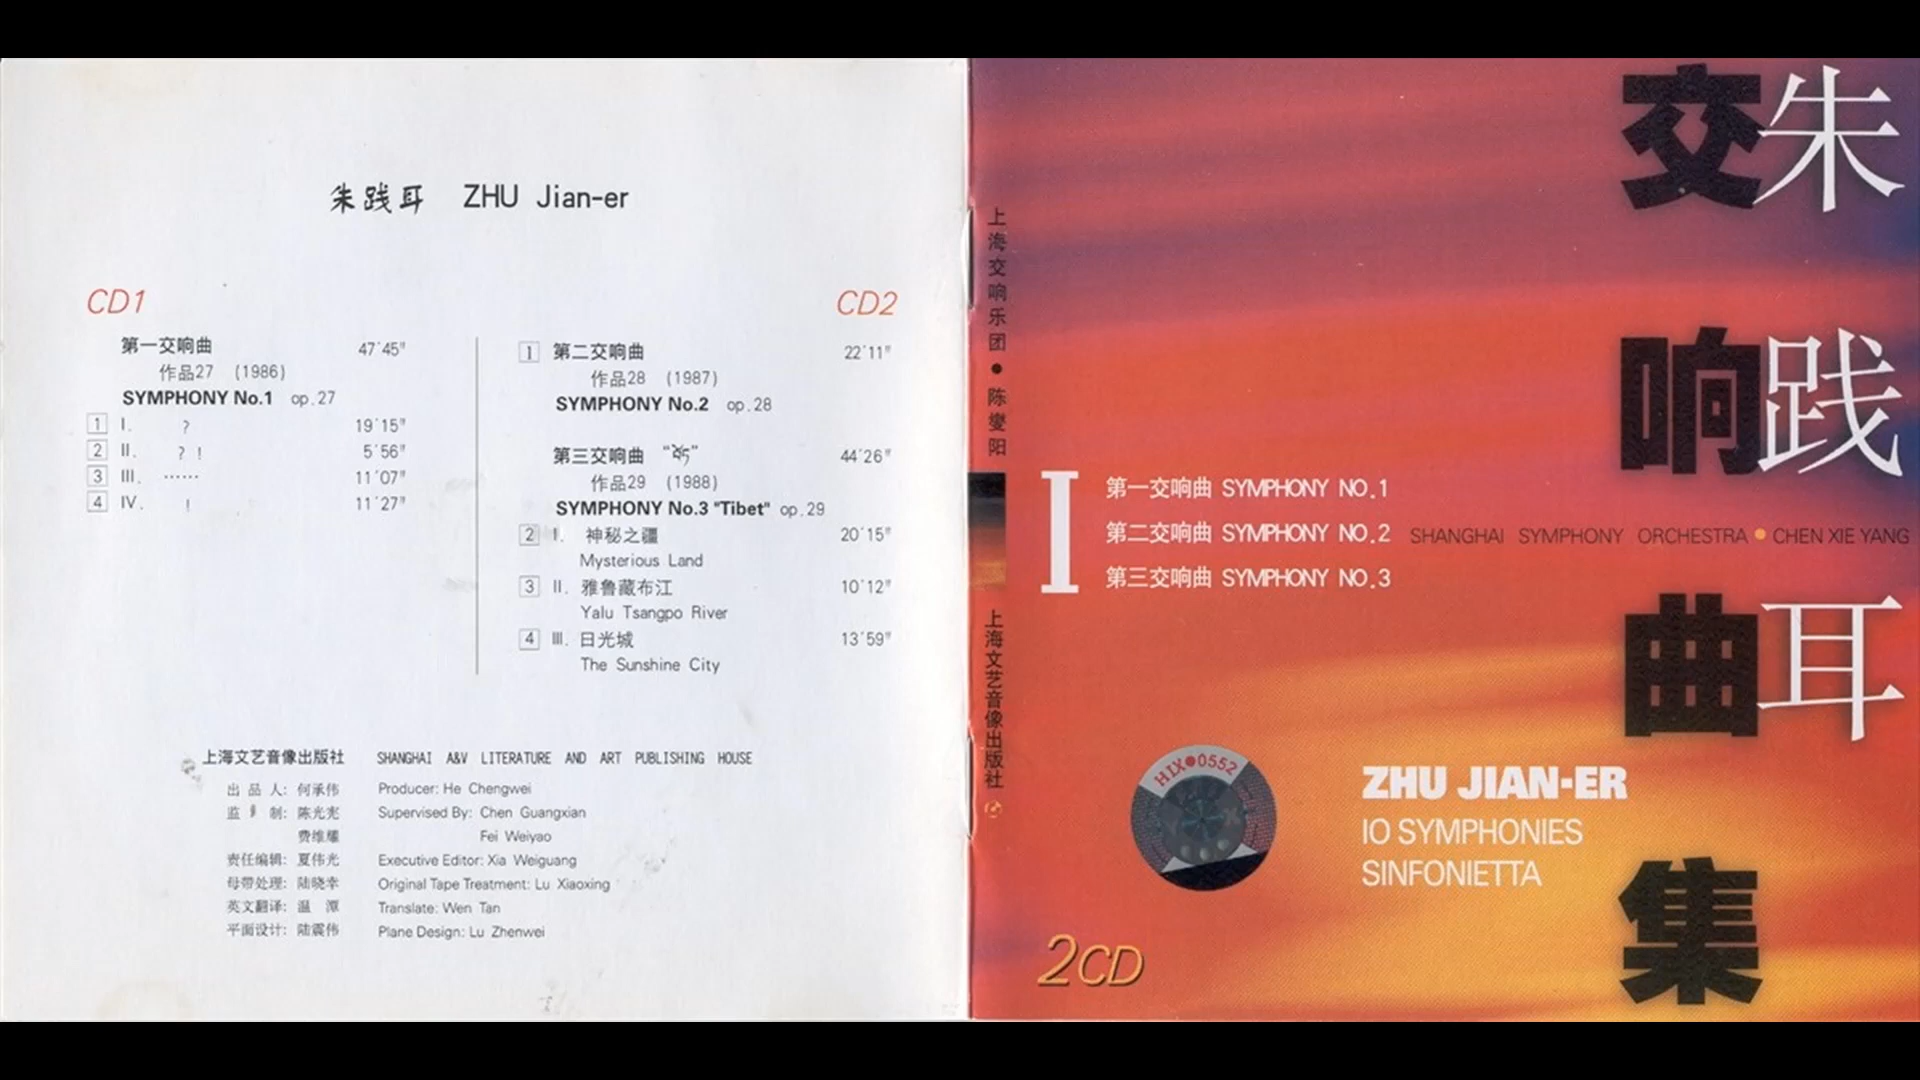 朱践耳 ZHU Jian-er
CD1
第一交响曲 47'45"
作品27 (1986)
SYMPHONY No.1 op.27
1 I. ? 19'15"
2 II. ? ! 5'56"
3 III. …… 11'07"
4 IV. ! 11'27"
CD2
1 第二交响曲 22'11"
作品28 (1987)
SYMPHONY No.2 op.28
第三交响曲 44'26"
作品29 (1988)
SYMPHONY No.3 "Tibet" op.29
2 I. 神秘之疆 20'15"
Mysterious Land
3 II. 雅鲁藏布江 10'12"
Yalu Tsangpo River
4 III. 日光城 13'59"
The Sunshine City
上海文艺音像出版社 SHANGHAI A&V LITERATURE AND ART PUBLISHING HOUSE
出品人: 何承伟 Producer: He Chengwei
监 制: 陈光宪 Supervised By: Chen Guangxian
费维耀 Fei Weiyao
责任编辑: 夏伟光 Executive Editor: Xia Weiguang
母带处理: 陆晓幸 Original Tape Treatment: Lu Xiaoxing
英文翻译: 温 潭 Translate: Wen Tan
平面设计: 陆震伟 Plane Design: Lu Zhenwei
上海交响乐团●陈燮阳
上海文艺音像出版社
朱践耳
交响曲集
I
第一交响曲 SYMPHONY NO.1
第二交响曲 SYMPHONY NO.2
第三交响曲 SYMPHONY NO.3
SHANGHAI SYMPHONY ORCHESTRA ● CHEN XIE YANG
HIX●0552
ZHU JIAN-ER
10 SYMPHONIES
SINFONIETTA
2CD